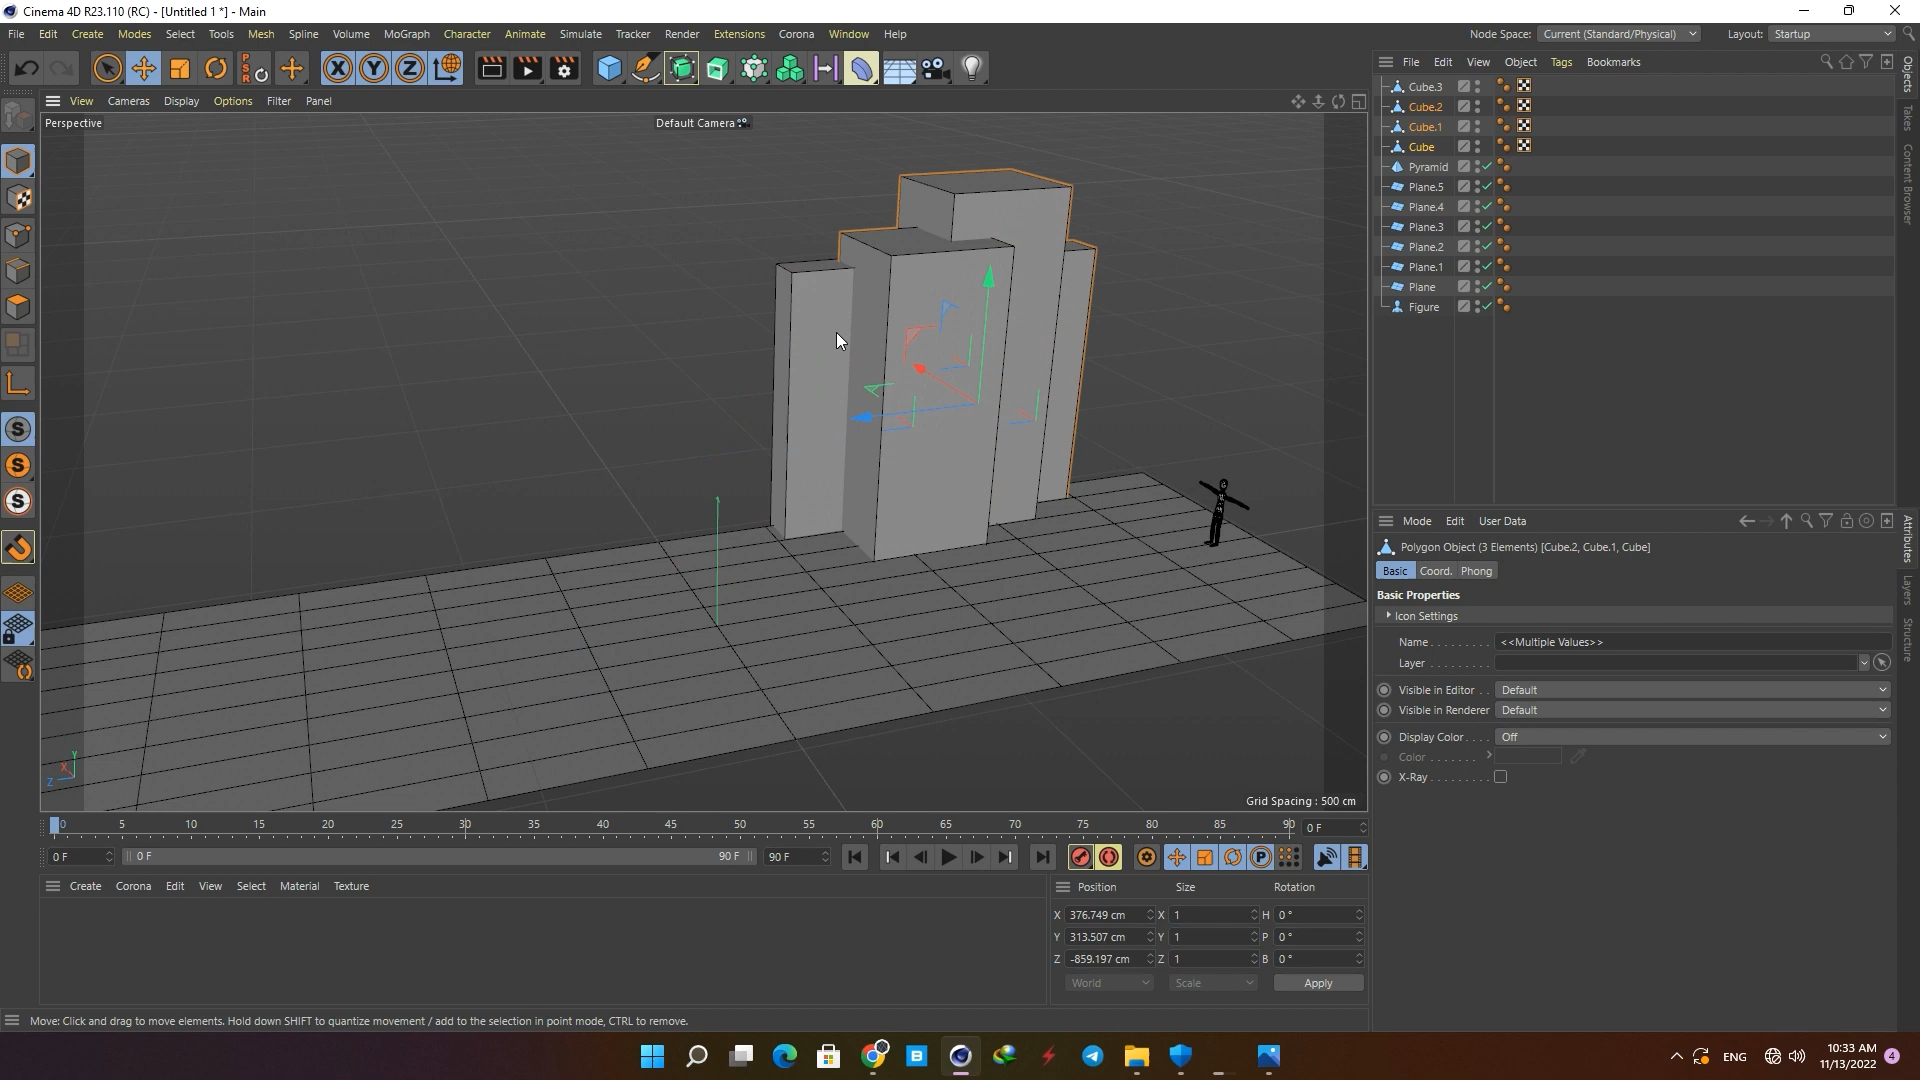 Cinema 4D R23.110 (RC) - [Untitled 1 *] - Main
File Edit Create Modes Select Tools Mesh Spline Volume MoGraph Character Animate Simulate Tracker Render Extensions Corona Window Help
Node Space: Current (Standard/Physical) Layout: Startup
X Y Z
PSR
File Edit View Object Tags Bookmarks
View Cameras Display Options Filter Panel
Perspective
Default Camera
Cube.3
Cube.2
Cube.1
Cube
Pyramid
Plane.5
Plane.4
Plane.3
Plane.2
Plane.1
Plane
Figure
Objects
Takes
Content Browser
Attributes
Layers
Structure
S
S
S
Mode Edit User Data
Polygon Object (3 Elements) [Cube.2, Cube.1, Cube]
Basic Coord. Phong
Basic Properties
Icon Settings
Name . . . . . . . . . <<Multiple Values>>
Layer . . . . . . . . .
Visible in Editor . . Default
Visible in Renderer Default
Display Color . . . . Off
Color . . . . . . .
X-Ray . . . . . . . . .
Y
X
Z
Grid Spacing : 500 cm
0 5 10 15 20 25 30 35 40 45 50 55 60 65 70 75 80 85 90 0 F
0 F 0 F 90 F 90 F
P
Create Corona Edit View Select Material Texture
Position Size Rotation
X 376.749 cm X 1 H 0 °
Y 313.507 cm Y 1 P 0 °
Z -859.197 cm Z 1 B 0 °
World Scale Apply
Move: Click and drag to move elements. Hold down SHIFT to quantize movement / add to the selection in point mode, CTRL to remove.
B
ENG
10:33 AM
11/13/2022
4